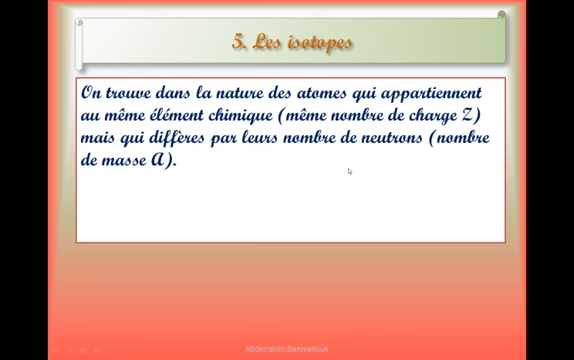 5. Les isotopes
On trouve dans la nature des atomes qui appartiennent
au même élément chimique (même nombre de charge Z)
mais qui diffères par leurs nombre de neutrons (nombre
de masse A).
Abderrahim Benmellouk